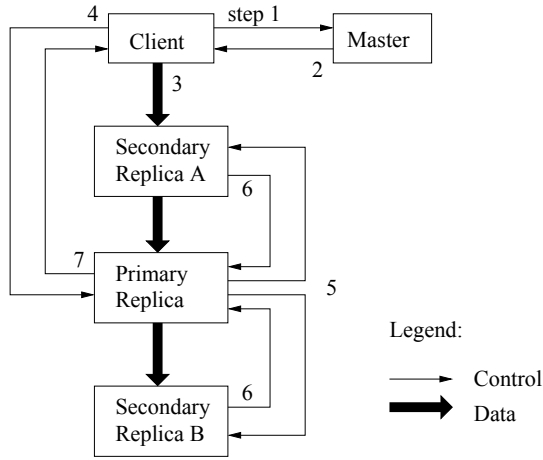 4
step 1
Client
Master
2
3
Secondary
Replica A
6
7
Primary
Replica
5
Legend:
6
Control
Secondary
Replica B
Data